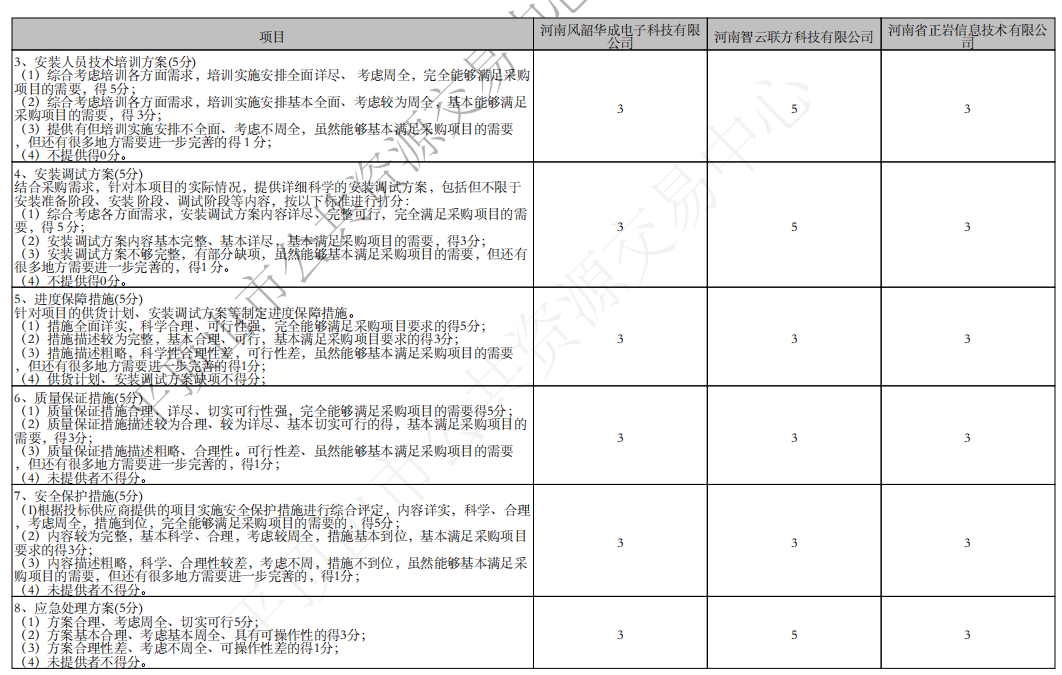 项目
河南风韶华成电子科技有限
公司
河南智云联方科技有限公司
河南省正岩信息技术有限公
司
3、安装人员技术培训方案(5分)
（1）综合考虑培训各方面需求，培训实施安排全面详尽、 考虑周全，完全能够满足采购
项目的需要，得 5分；
（2）综合考虑培训各方面需求，培训实施安排基本全面、考虑较为周全，基本能够满足
采购项目的需要，得 3分；
（3）提供有但培训实施安排不全面、考虑不周全，虽然能够基本满足采购项目的需要
，但还有很多地方需要进一步完善的得 1 分；
（4）不提供得0分。
3
5
3
4、安装调试方案(5分)
结合采购需求，针对本项目的实际情况，提供详细科学的安装调试方案，包括但不限于
安装准备阶段、安装 阶段、调试阶段等内容，按以下标准进行打分：
（1）综合考虑各方面需求，安装调试方案内容详尽、完整可行，完全满足采购项目的需
要，得 5 分；
（2）安装调试方案内容基本完整、基本详尽，基本满足采购项目的需要，得3分；
（3）安装调试方案不够完整，有部分缺项，虽然能够基本满足采购项目的需要，但还有
很多地方需要进一步完善的，得1 分。
（4）不提供得0分。
3
5
3
5、进度保障措施(5分)
针对项目的供货计划、安装调试方案等制定进度保障措施。
（1）措施全面详实，科学合理、可行性强，完全能够满足采购项目要求的得5分；
（2）措施描述较为完整，基本合理、可行，基本满足采购项目要求的得3分；
（3）措施描述粗略，科学性合理性差，可行性差，虽然能够基本满足采购项目的需要
，但还有很多地方需要进一步完善的得1分；
（4）供货计划、安装调试方案缺项不得分；
3
3
3
6、质量保证措施(5分)
（1）质量保证措施合理、详尽、切实可行性强，完全能够满足采购项目的需要得5分；
（2）质量保证措施描述较为合理、较为详尽、基本切实可行的得，基本满足采购项目的
需要，得3分；
（3）质量保证措施描述粗略、合理性。可行性差、虽然能够基本满足采购项目的需要
，但还有很多地方需要进一步完善的，得1分；
（4）未提供者不得分。
3
3
3
7、安全保护措施(5分)
（I)根据投标供应商提供的项目实施安全保护措施进行综合评定，内容详实，科学、合理
，考虑周全，措施到位，完全能够满足采购项目的需要的，得5分；
（2）内容较为完整，基本科学、合理，考虑较周全，措施基本到位，基本满足采购项目
要求的得3分；
（3）内容描述粗略，科学、合理性较差，考虑不周，措施不到位，虽然能够基本满足采
购项目的需要，但还有很多地方需要进一步完善的，得1分；
（4）未提供者不得分。
3
3
3
8、应急处理方案(5分)
（1）方案合理、考虑周全、切实可行5分；
（2）方案基本合理、考虑基本周全、具有可操作性的得3分；
（3）方案合理性差、考虑不周全、可操作性差的得1分；
（4）未提供者不得分。
3
5
3
平顶山市公共资源交易中心
平顶山市公共资源交易中心